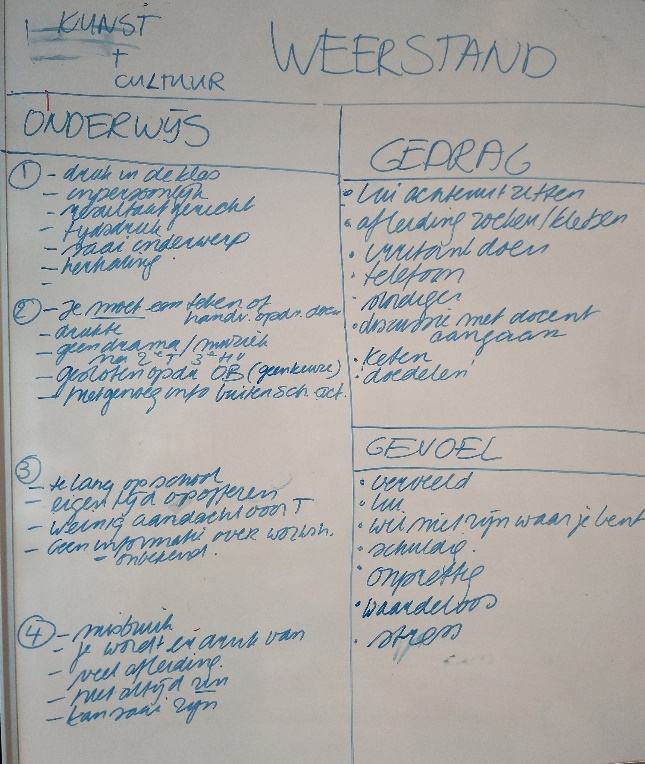 KUNST
+
CULTUUR
WEERSTAND
ONDERWIJS
① - druk in de klas
- onpersoonlijk
- resultaatgericht
- tijdsdruk
- saai onderwerp
- herhaling
-
② - je moet een teken of
handv. opdr. doen
- drukte
- geen drama/muziek
na 2e T 3e H
- gesloten opdr OB (geen keuze)
- niet genoeg info buitensch. act.
③ - te lang op school
- eigen tijd opofferen
- weinig aandacht voor T
- Geen informatie over worksh.
- onbekend.
④ - misbruik
- je wordt er druk van
- veel afleiding.
- niet altijd zin
- kan saai zijn
GEDRAG
• lui achteruit zitten
• afleiding zoeken/kletsen
• irritant doen
• telefoon
•
• discussie met docent
aangaan
• keten
• 'doedelen'
GEVOEL
• verveeld
• lui
• wil niet zijn waar je bent
• schuldig.
• onprettig
• waardeloos
• stress